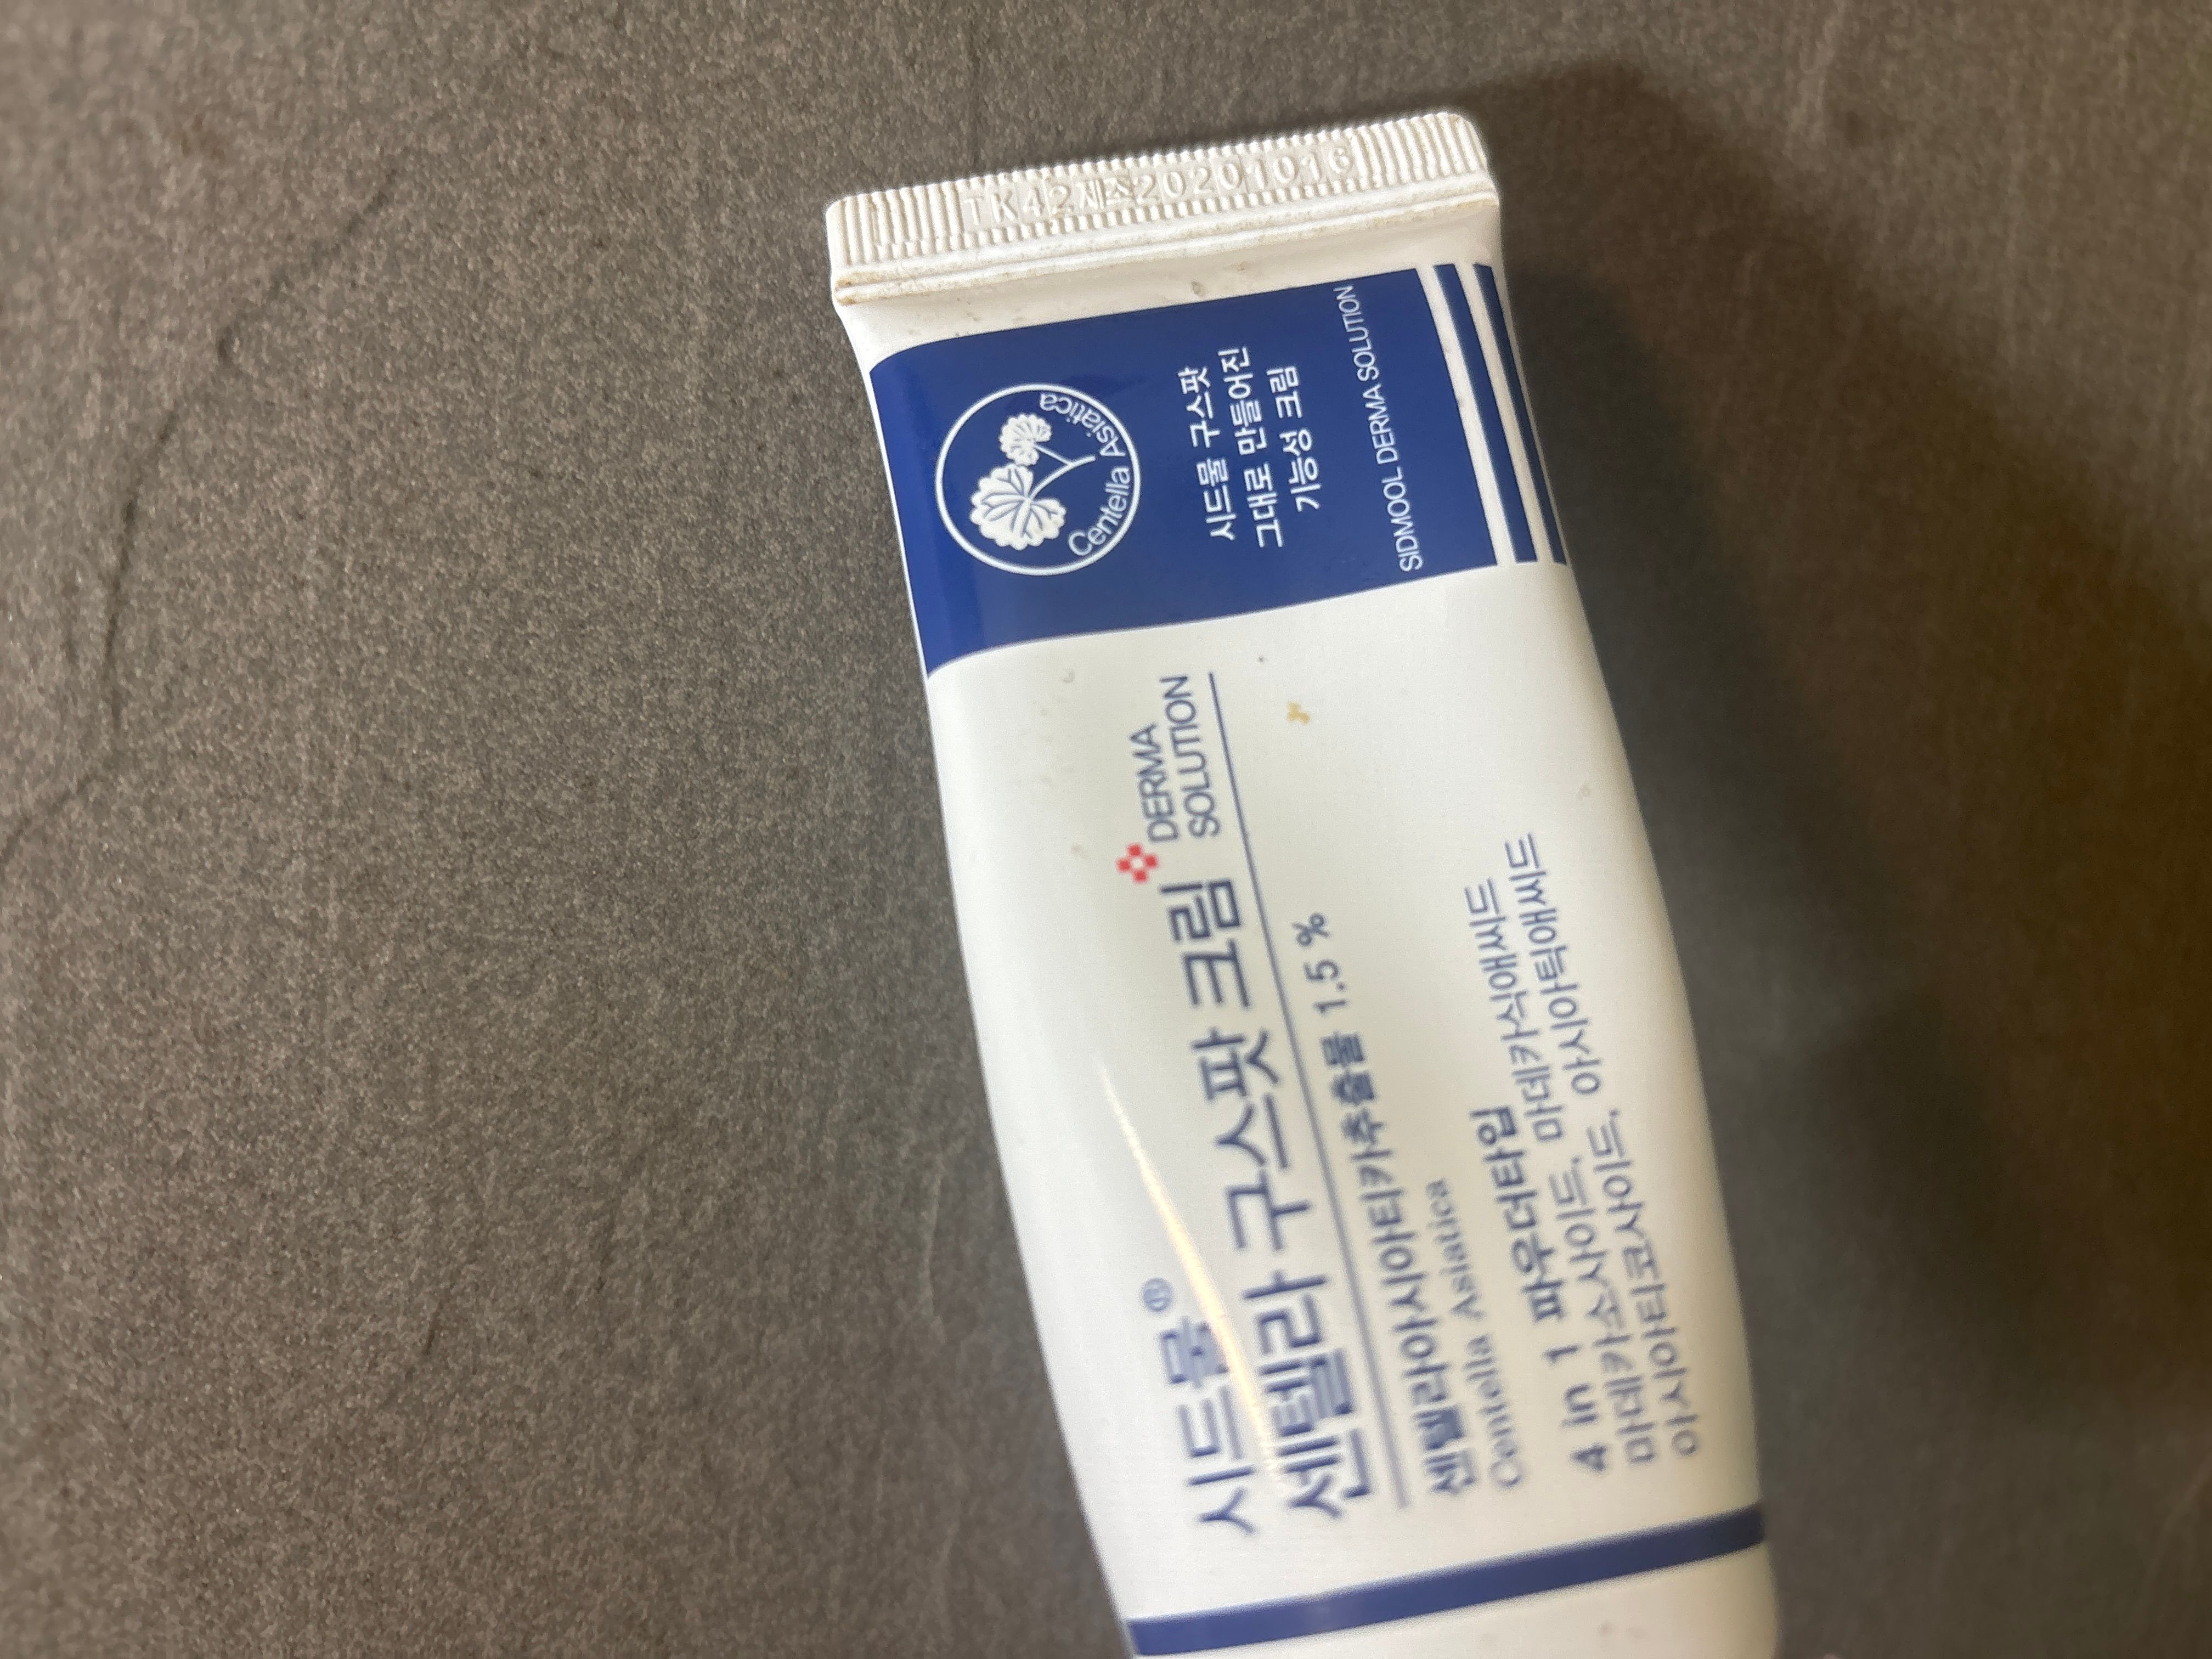 TK42제조20201016
Centella Asiatica
시드물 구스팟
그대로 만들어진
기능성 크림
SIDMOOL DERMA SOLUTION
시드물®
센텔라 구스팟 크림
DERMA
SOLUTION
센텔라아시아티카추출물 1.5 %
Centella Asiatica
4 in 1 파우더타입
마데카소사이드, 마데카식애씨드
아시아티코사이드, 아시아틱애씨드